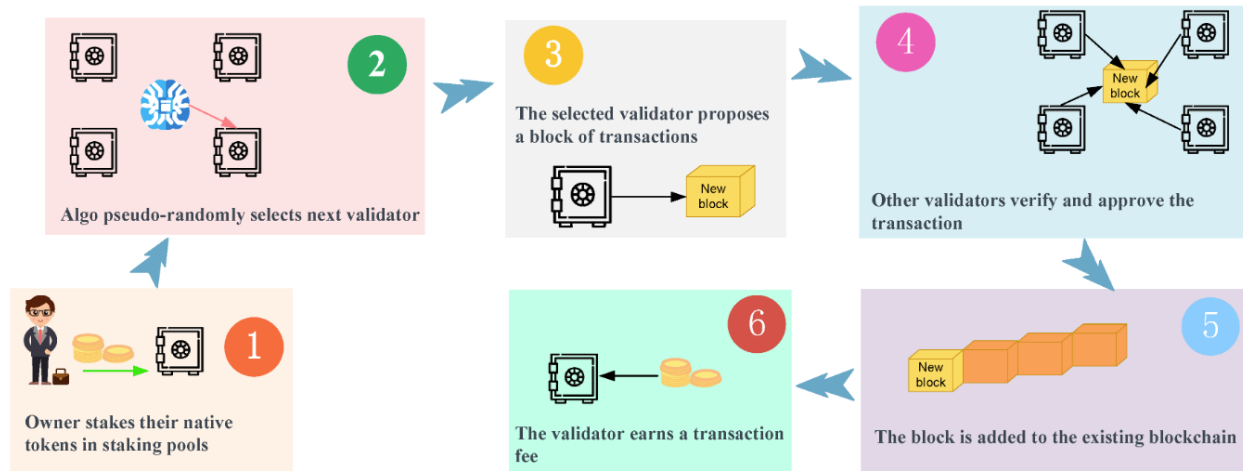 1
Owner stakes their native
tokens in staking pools
2
Algo pseudo-randomly selects next validator
3
The selected validator proposes
a block of transactions
New
block
4
New
block
Other validators verify and approve the
transaction
5
New
block
The block is added to the existing blockchain
6
The validator earns a transaction
fee